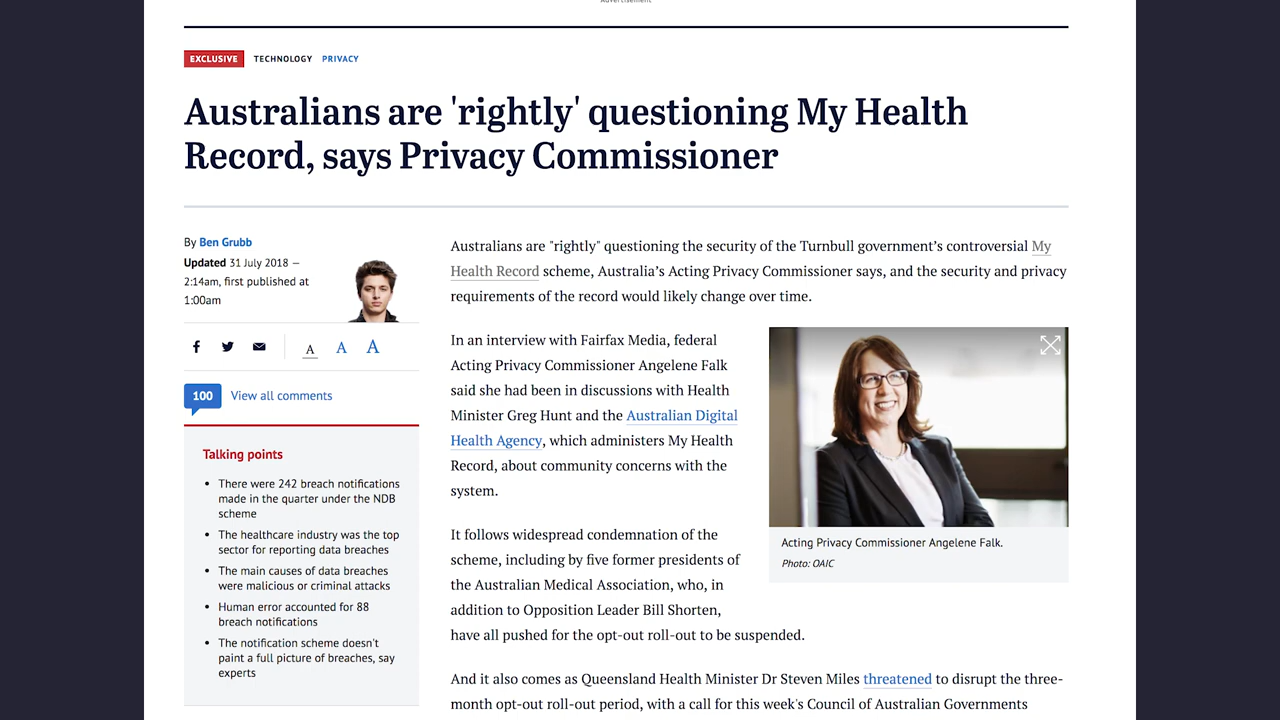 Advertisement
EXCLUSIVE TECHNOLOGY PRIVACY
Australians are 'rightly' questioning My Health
Record, says Privacy Commissioner
By Ben Grubb
Updated 31 July 2018 —
2:14am, first published at
1:00am
A A A
100 View all comments
Talking points
• There were 242 breach notifications
made in the quarter under the NDB
scheme
• The healthcare industry was the top
sector for reporting data breaches
• The main causes of data breaches
were malicious or criminal attacks
• Human error accounted for 88
breach notifications
• The notification scheme doesn't
paint a full picture of breaches, say
experts
Australians are "rightly" questioning the security of the Turnbull government’s controversial My
Health Record scheme, Australia’s Acting Privacy Commissioner says, and the security and privacy
requirements of the record would likely change over time.
In an interview with Fairfax Media, federal
Acting Privacy Commissioner Angelene Falk
said she had been in discussions with Health
Minister Greg Hunt and the Australian Digital
Health Agency, which administers My Health
Record, about community concerns with the
system.
Acting Privacy Commissioner Angelene Falk.
Photo: OAIC
It follows widespread condemnation of the
scheme, including by five former presidents of
the Australian Medical Association, who, in
addition to Opposition Leader Bill Shorten,
have all pushed for the opt-out roll-out to be suspended.
And it also comes as Queensland Health Minister Dr Steven Miles threatened to disrupt the three-
month opt-out roll-out period, with a call for this week's Council of Australian Governments